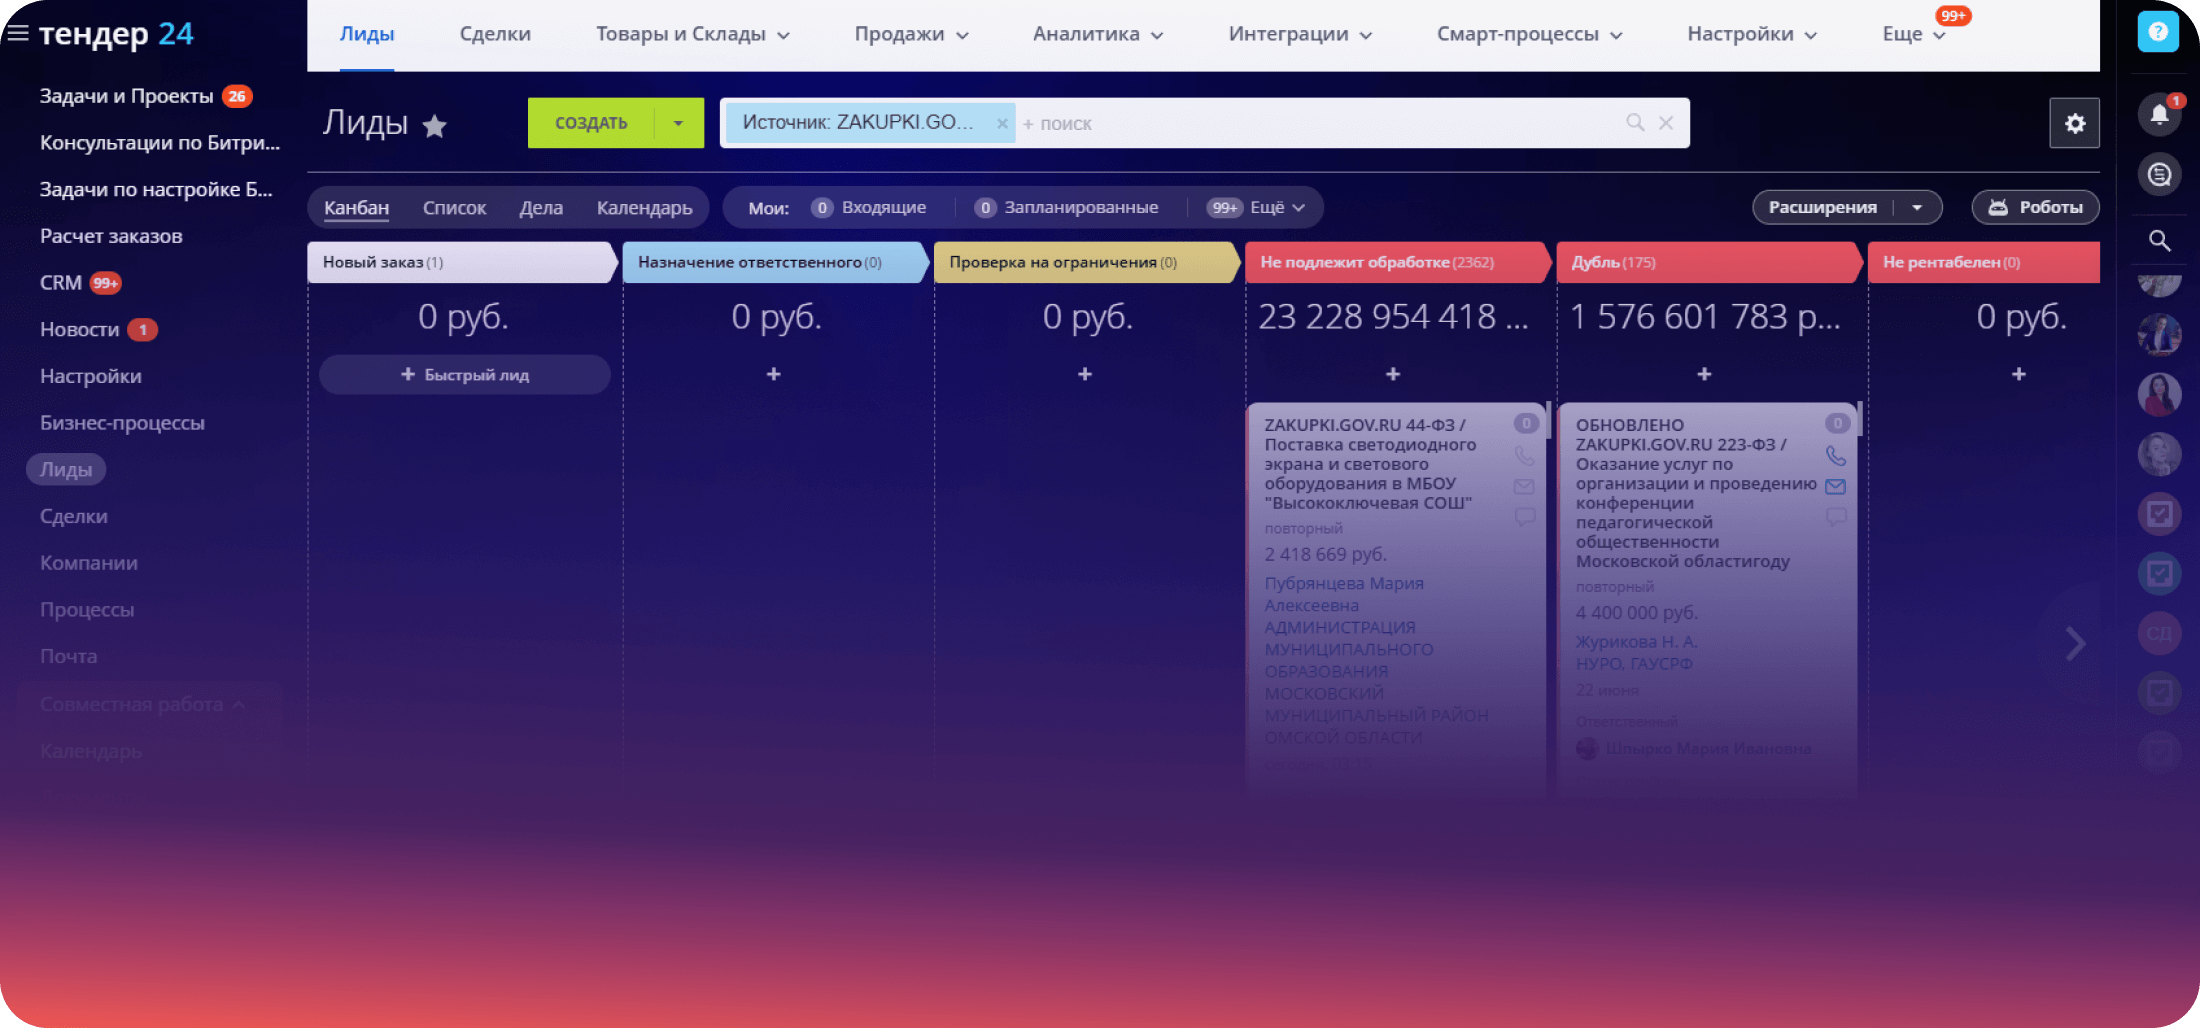 тендер 24
Лиды
Сделки
Товары и Склады
Продажи
Аналитика
Интеграции
Смарт-процессы
Настройки
Еще
99+
?
Задачи и Проекты 26
Консультации по Битри...
Задачи по настройке Б...
Расчет заказов
CRM 99+
Новости 1
Настройки
Бизнес-процессы
Лиды
Сделки
Компании
Процессы
Почта
Совместная работа
Календарь
Лиды
СОЗДАТЬ
Источник: ZAKUPKI.GO... ×
+ поиск
Канбан
Список
Дела
Календарь
Мои:
0 Входящие
0 Запланированные
99+ Ещё
Расширения
Роботы
Новый заказ (1)
0 руб.
+ Быстрый лид
Назначение ответственного (0)
0 руб.
+
Проверка на ограничения (0)
0 руб.
+
Не подлежит обработке (2362)
23 228 954 418 ...
+
ZAKUPKI.GOV.RU 44-ФЗ /
Поставка светодиодного
экрана и светового
оборудования в МБОУ
"Высокоключевая СОШ"
0
повторный
2 418 669 руб.
Пубрянцева Мария
Алексеевна
АДМИНИСТРАЦИЯ
МУНИЦИПАЛЬНОГО
ОБРАЗОВАНИЯ
МОСКОВСКИЙ
МУНИЦИПАЛЬНЫЙ РАЙОН
ОМСКОЙ ОБЛАСТИ
Дубль (175)
1 576 601 783 р...
+
ОБНОВЛЕНО
ZAKUPKI.GOV.RU 223-ФЗ /
Оказание услуг по
организации и проведению
конференции
педагогической
общественности
Московской областигоду
0
повторный
4 400 000 руб.
Журикова Н. А.
НУРО, ГАУСРФ
22 июня
Ответственный
Шпырко Мария Ивановна
Не рентабелен (0)
0 руб.
+
1
СД